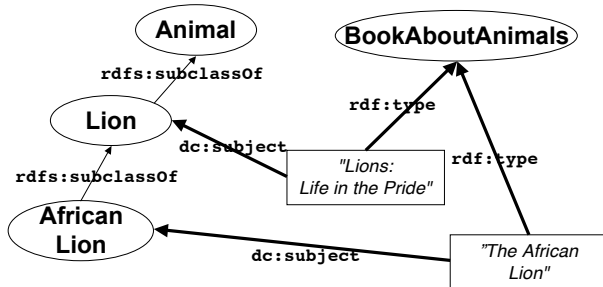 Animal
BookAboutAnimals
rdfs:subclassOf
rdf:type
Lion
dc:subject
"Lions:
Life in the Pride"
rdf:type
rdfs:subclassOf
African
Lion
dc:subject
"The African
Lion"